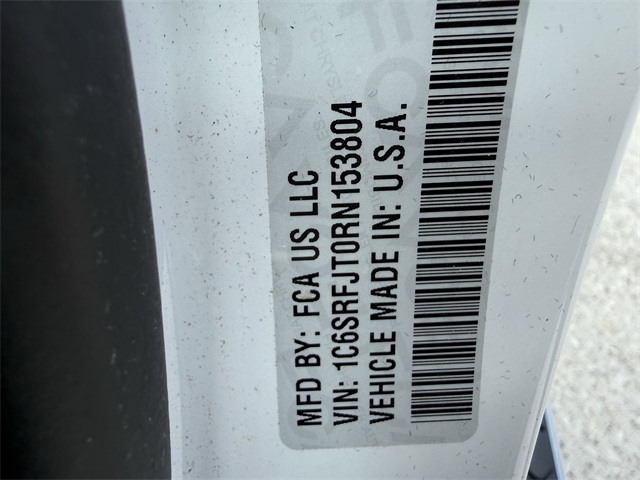 MFD BY: FCA US LLC
VIN: 1C6SRFJT0RN153804
VEHICLE MADE IN: U.S.A.